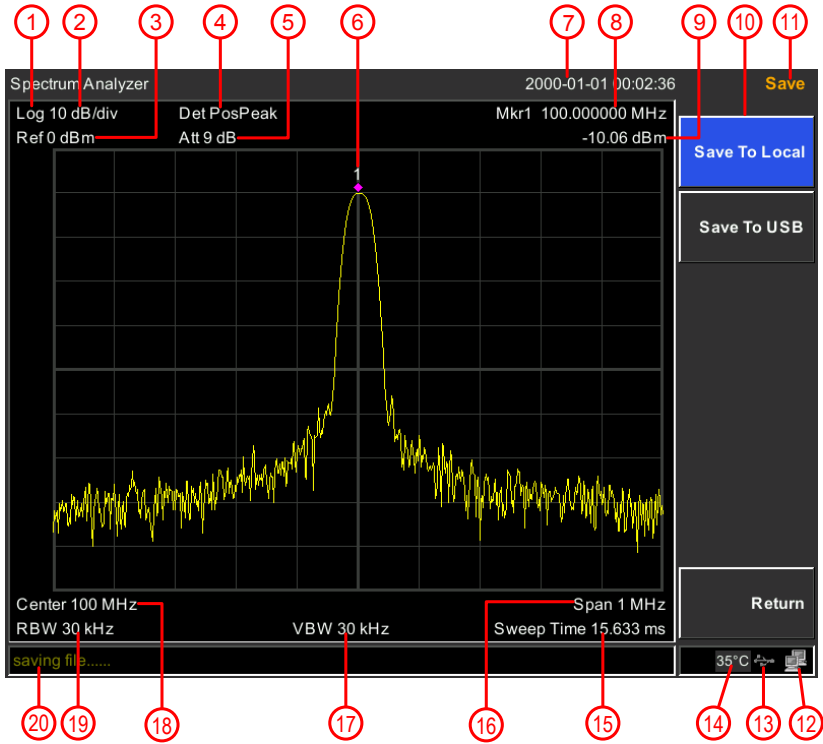 1 2 3 4 5 6 7 8 9 10 11
Spectrum Analyzer 2000-01-01 00:02:36 Save
Log 10 dB/div Det PosPeak Mkr1 100.000000 MHz
Ref 0 dBm Att 9 dB -10.06 dBm
Save To Local
1
Save To USB
Center 100 MHz Span 1 MHz
Return
RBW 30 kHz VBW 30 kHz Sweep Time 15.633 ms
saving file...... 35°C
20 19 18 17 16 15 14 13 12